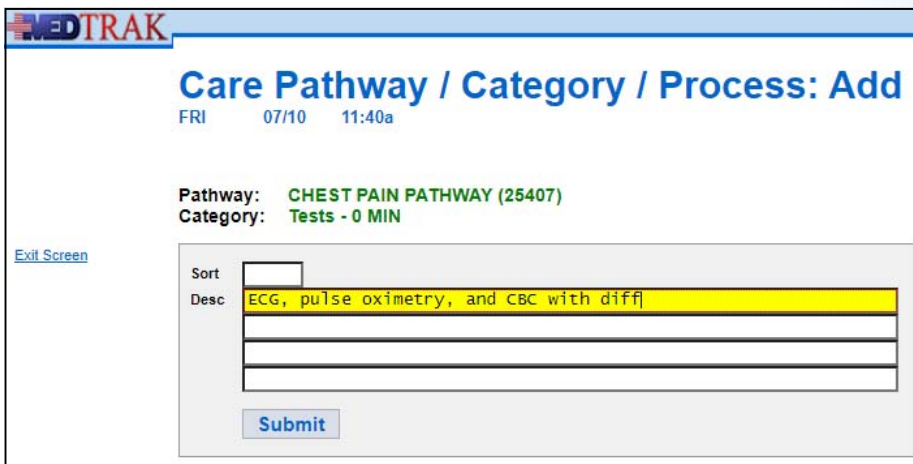 MEDTRAK
Care Pathway / Category / Process: Add
FRI 07/10 11:40a
Pathway: CHEST PAIN PATHWAY (25407)
Category: Tests - 0 MIN
Exit Screen
Sort
Desc ECG, pulse oximetry, and CBC with diff
Submit